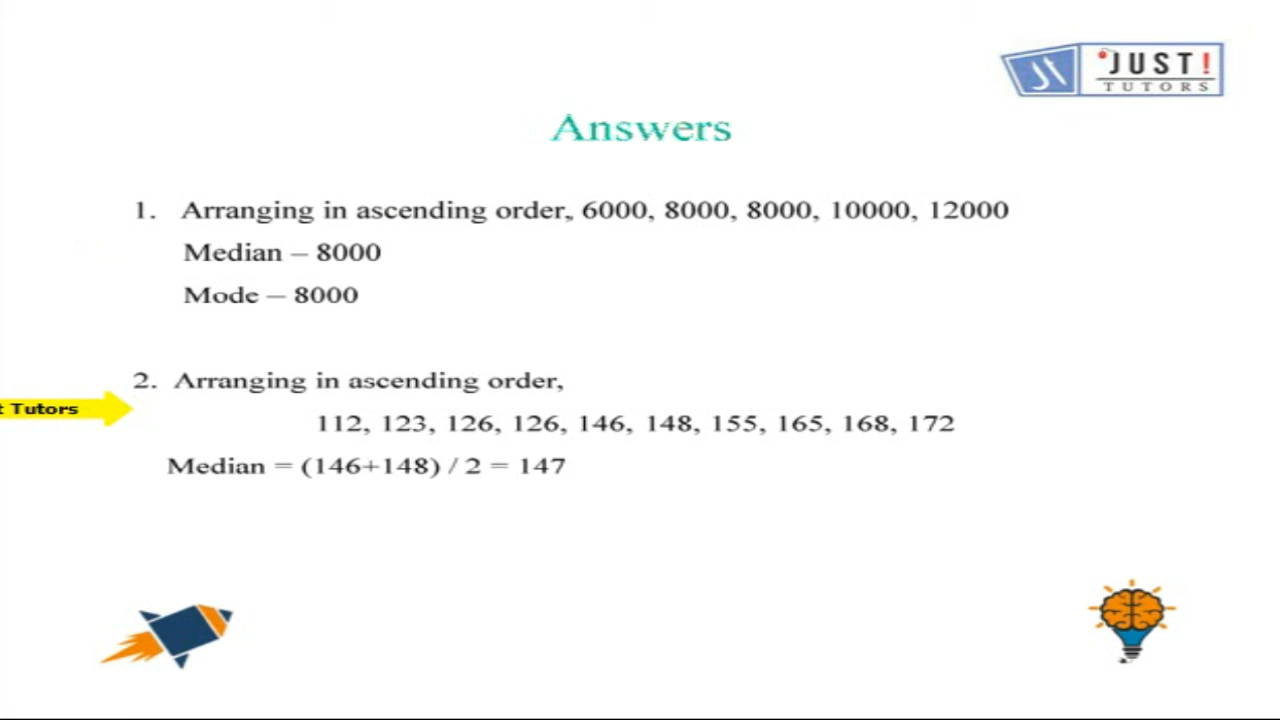 JUST!
TUTORS
Answers
1. Arranging in ascending order, 6000, 8000, 8000, 10000, 12000
Median – 8000
Mode – 8000
2. Arranging in ascending order,
t Tutors
112, 123, 126, 126, 146, 148, 155, 165, 168, 172
Median = (146+148) / 2 = 147